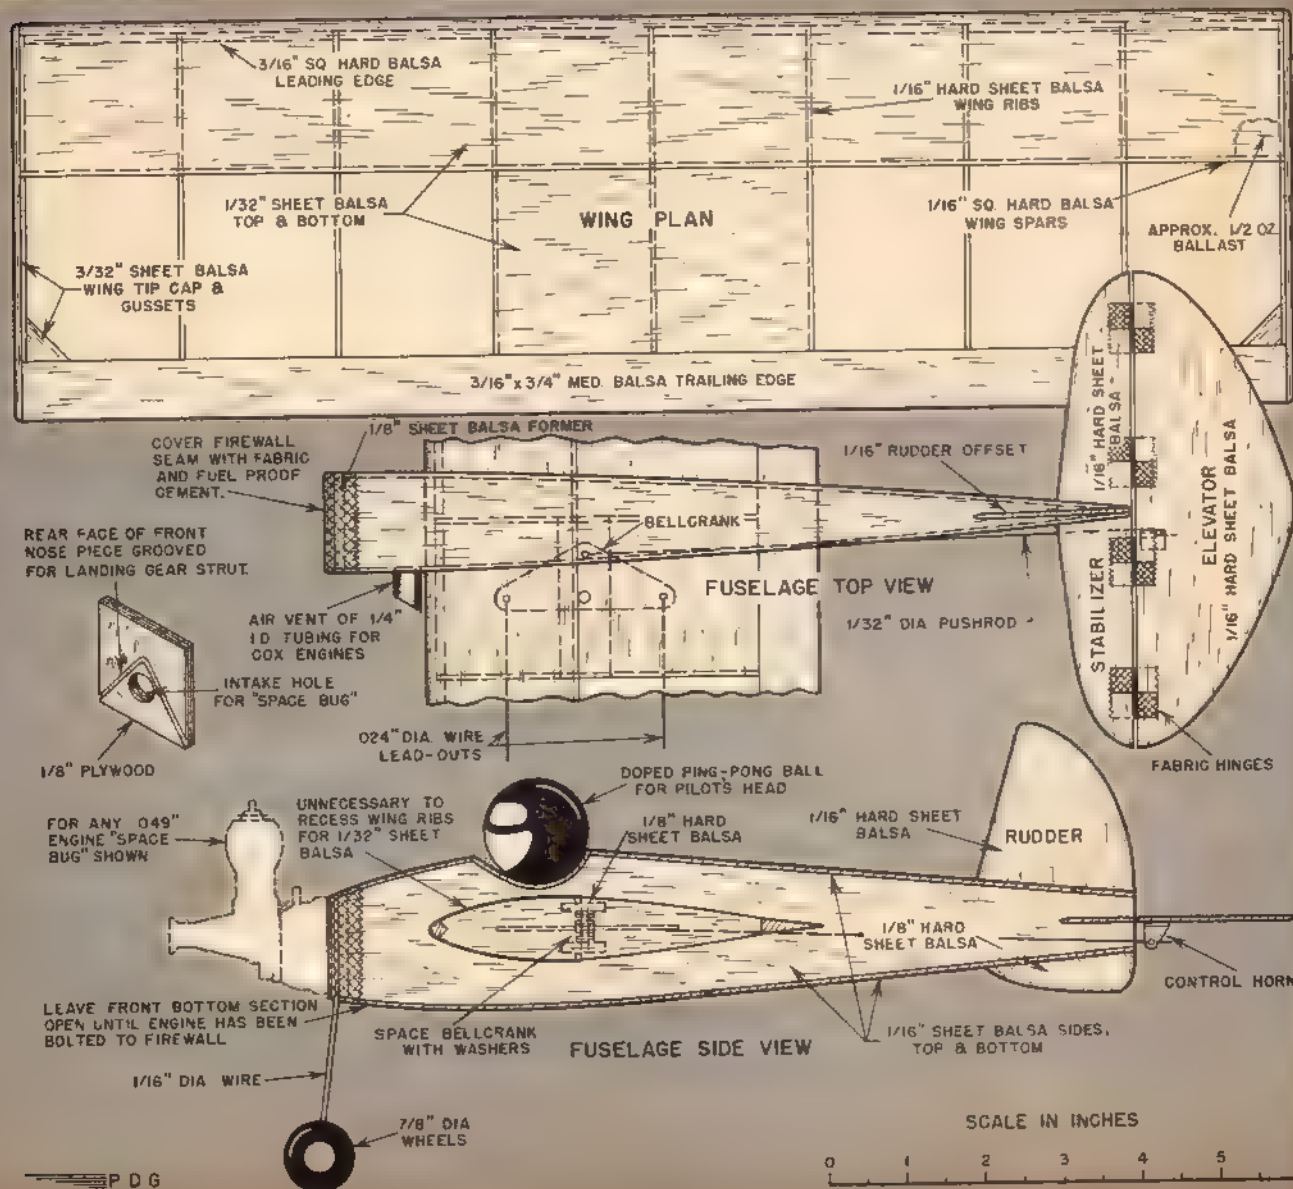 3/16" SQ. HARD BALSA
LEADING EDGE
1/16" HARD SHEET BALSA
WING RIBS
1/32" SHEET BALSA
TOP & BOTTOM
WING PLAN
1/16" SQ. HARD BALSA
WING SPARS
APPROX. 1/2 OZ.
BALLAST
3/32" SHEET BALSA
WING TIP CAP &
GUSSETS
3/16" x 3/4" MED. BALSA TRAILING EDGE
COVER FIREWALL
SEAM WITH FABRIC
AND FUEL PROOF
CEMENT.
1/8" SHEET BALSA FORMER
1/16" RUDDER OFFSET
1/16" HARD SHEET
BALSA
ELEVATOR
1/16" HARD SHEET BALSA
STABILIZER
BELLCRANK
REAR FACE OF FRONT
NOSE PIECE GROOVED
FOR LANDING GEAR STRUT.
FUSELAGE TOP VIEW
AIR VENT OF 1/4"
I D TUBING FOR
COX ENGINES
1/32" DIA PUSHROD
INTAKE HOLE
FOR "SPACE BUG"
1/8" PLYWOOD
024" DIA. WIRE
LEAD-OUTS
FABRIC HINGES
DOPED PING-PONG BALL
FOR PILOT'S HEAD
FOR ANY .049"
ENGINE "SPACE
BUG" SHOWN
UNNECESSARY TO
RECESS WING RIBS
FOR 1/32" SHEET
BALSA
1/8" HARD
SHEET BALSA
1/16" HARD SHEET
BALSA
RUDDER
1/8" HARD
SHEET BALSA
CONTROL HORN
LEAVE FRONT BOTTOM SECTION
OPEN UNTIL ENGINE HAS BEEN
BOLTED TO FIREWALL
SPACE BELLCRANK
WITH WASHERS
FUSELAGE SIDE VIEW
1/16" SHEET BALSA SIDES,
TOP & BOTTOM
1/16" DIA WIRE
7/8" DIA
WHEELS
SCALE IN INCHES
0 1 2 3 4 5
P D G